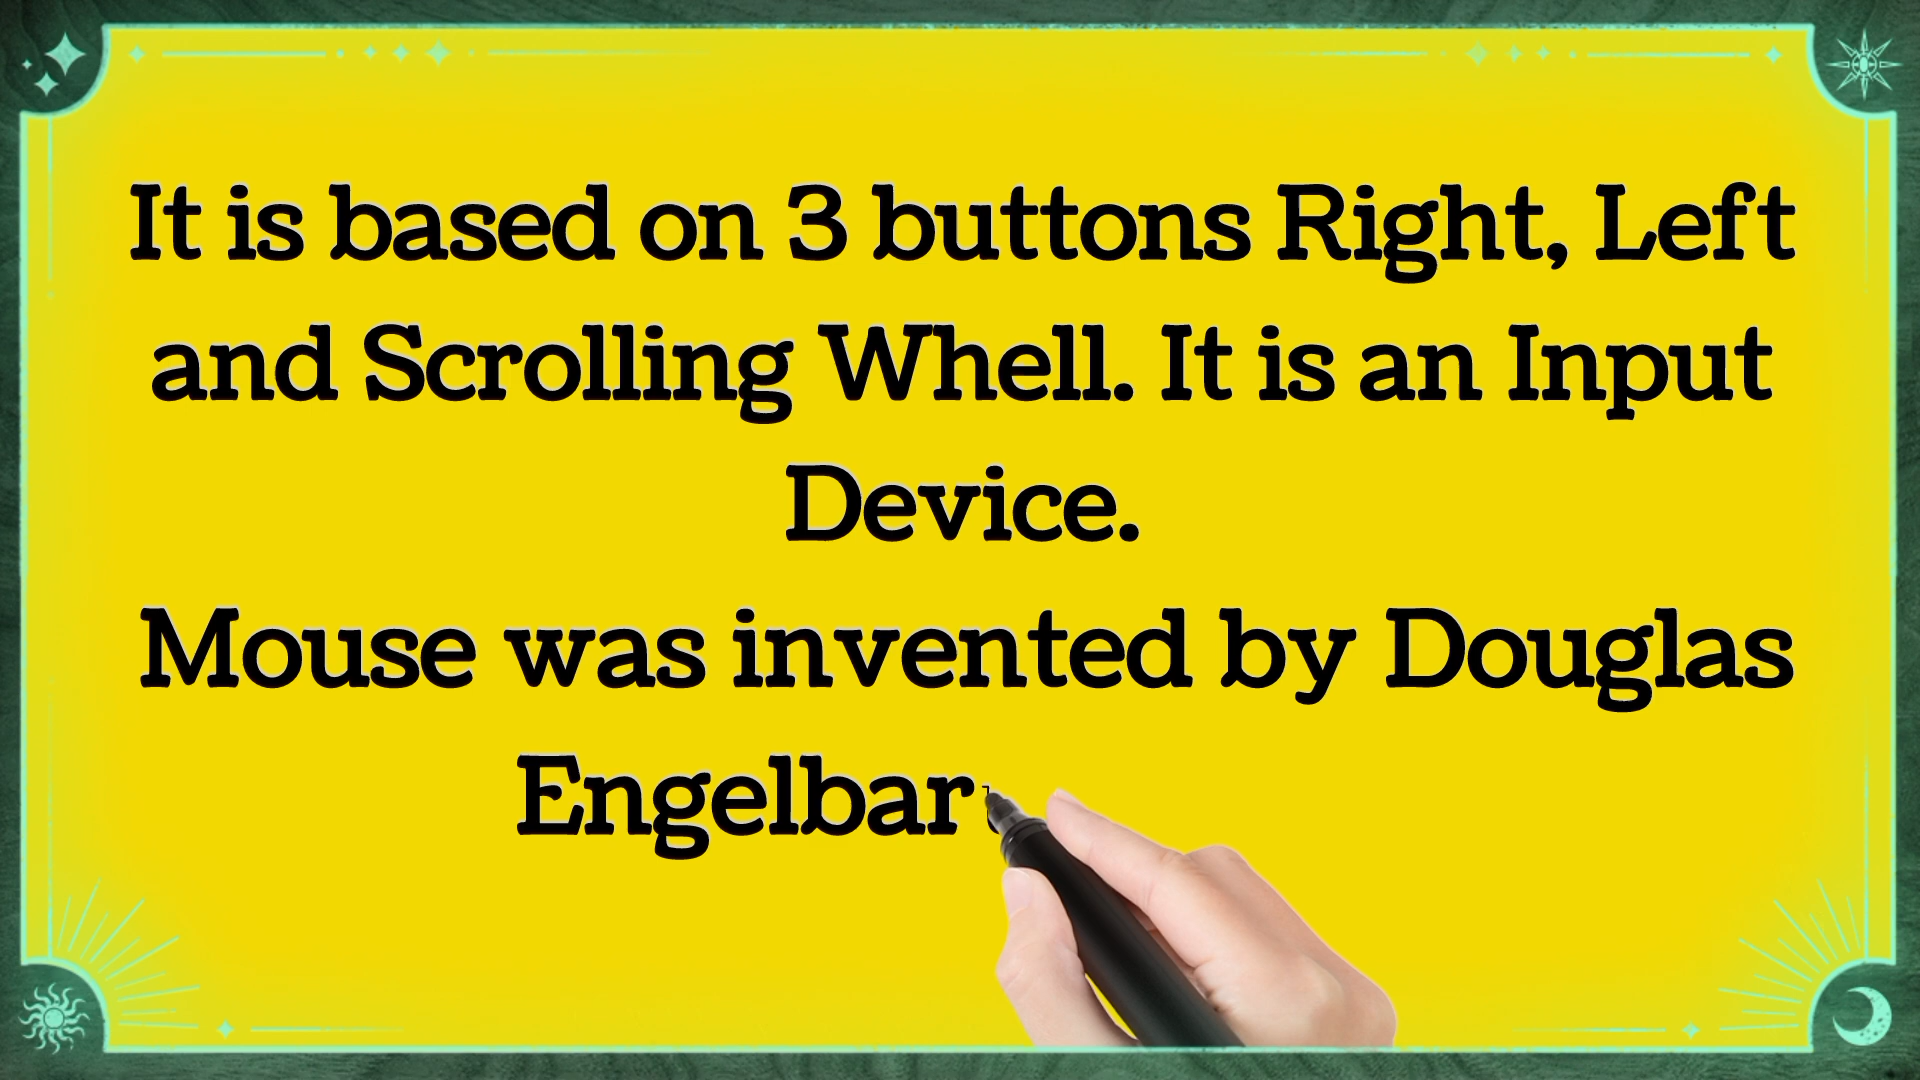 It is based on 3 buttons Right, Left
and Scrolling Whell. It is an Input
Device.
Mouse was invented by Douglas
Engelbar